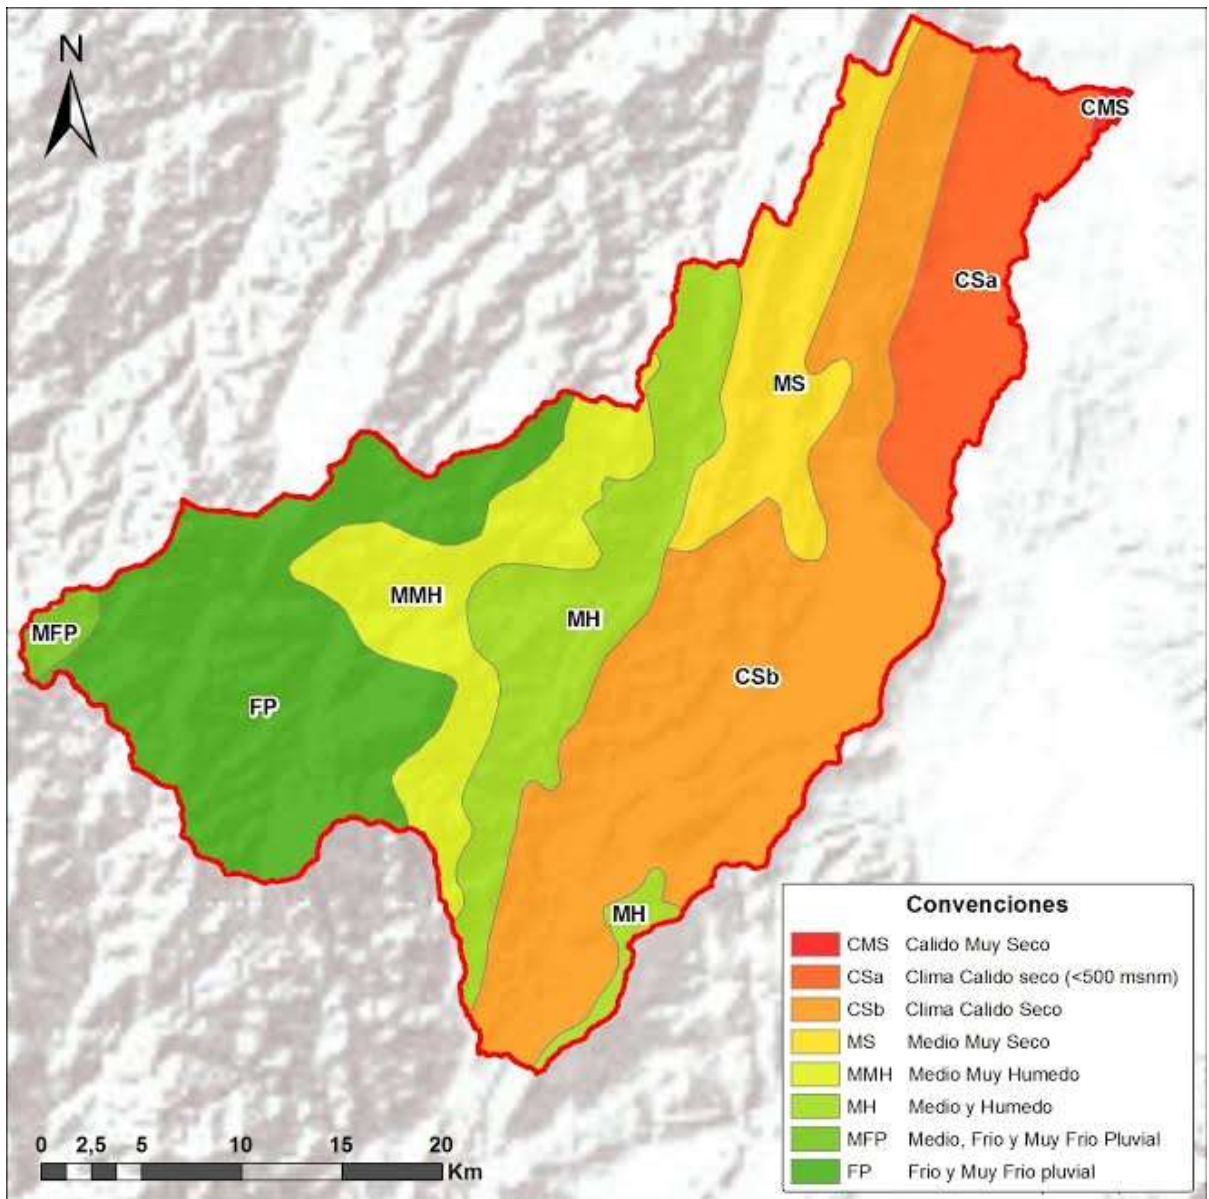 N
CMS
CSa
MS
MMH
MH
MFP
CSb
FP
MH
Convenciones
CMS Calido Muy Seco
CSa Clima Calido seco (<500 msnm)
CSb Clima Calido Seco
MS Medio Muy Seco
MMH Medio Muy Humedo
MH Medio y Humedo
MFP Medio, Frio y Muy Frio Pluvial
FP Frio y Muy Frio pluvial
0 2,5 5 10 15 20
Km